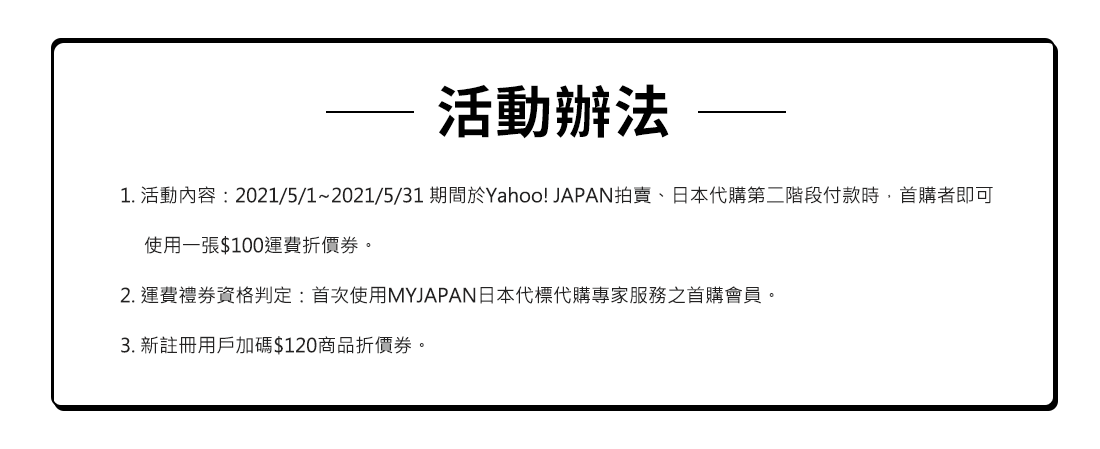 活動辦法
1. 活動內容：2021/5/1~2021/5/31 期間於Yahoo! JAPAN拍賣、日本代購第二階段付款時，首購者即可
使用一張$100運費折價券。
2. 運費禮券資格判定：首次使用MYJAPAN日本代標代購專家服務之首購會員。
3. 新註冊用戶加碼$120商品折價券。